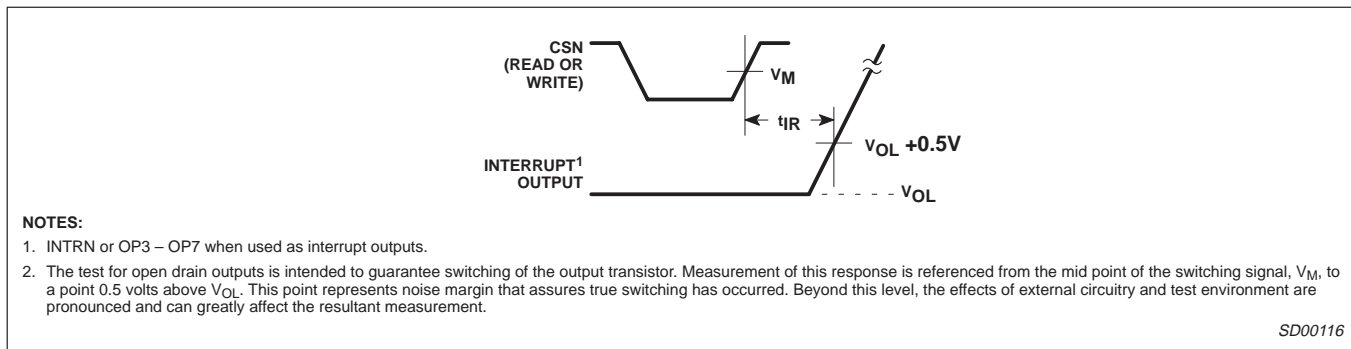 CSN
(READ OR
WRITE)
VM
tIR
VOL +0.5V
INTERRUPT1
OUTPUT
VOL
NOTES:
1. INTRN or OP3 – OP7 when used as interrupt outputs.
2. The test for open drain outputs is intended to guarantee switching of the output transistor. Measurement of this response is referenced from the mid point of the switching signal, VM, to
a point 0.5 volts above VOL. This point represents noise margin that assures true switching has occurred. Beyond this level, the effects of external circuitry and test environment are
pronounced and can greatly affect the resultant measurement.
SD00116